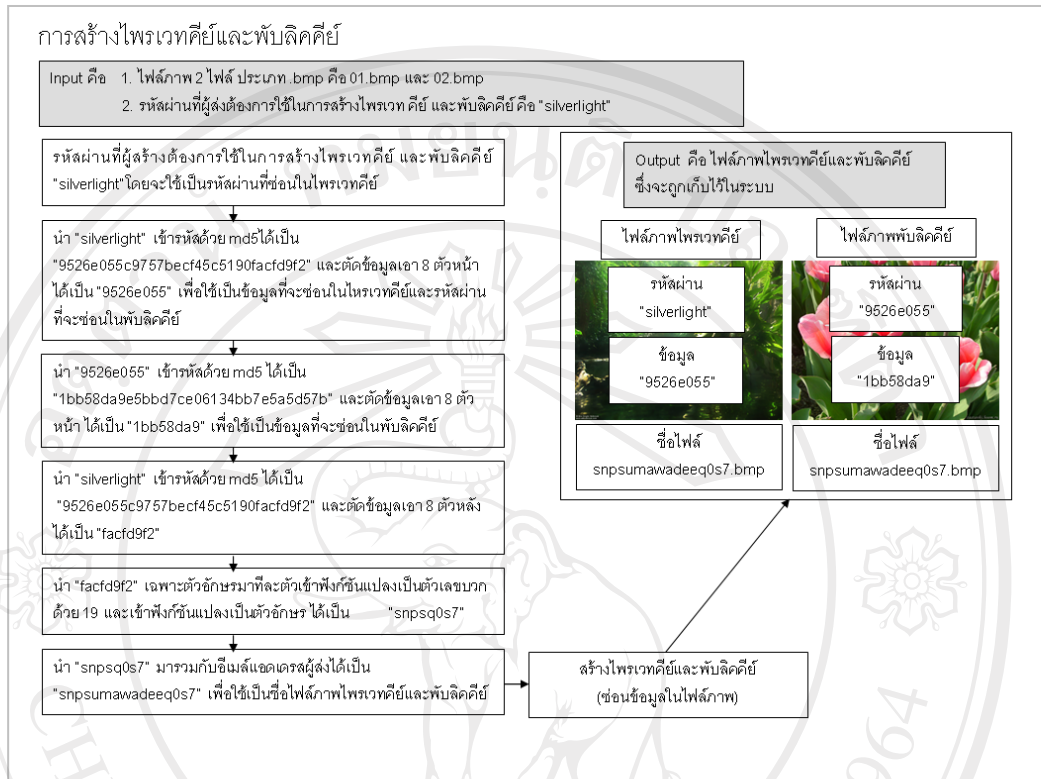 การสร้างไพรเวทคีย์และพับลิคคีย์
Input คือ 1. ไฟล์ภาพ 2 ไฟล์ ประเภท .bmp คือ 01.bmp และ 02.bmp
2. รหัสผ่านที่ผู้ส่งต้องการใช้ในการสร้างไพรเวท คีย์ และพับลิคคีย์ คือ "silverlight"
รหัสผ่านที่ผู้สร้างต้องการใช้ในการสร้างไพรเวทคีย์ และพับลิคคีย์
"silverlight"โดยจะใช้เป็นรหัสผ่านที่ซ่อนในไพรเวทคีย์
นำ "silverlight" เข้ารหัสด้วย md5ได้เป็น
"9526e055c9757becf45c5190facfd9f2" และตัดข้อมูลเอา 8 ตัวหน้า
ได้เป็น "9526e055" เพื่อใช้เป็นข้อมูลที่จะซ่อนในไหรเวทคีย์และรหัสผ่าน
ที่จะซ่อนในพับลิคคีย์
นำ "9526e055" เข้ารหัสด้วย md5 ได้เป็น
"1bb58da9e5bbd7ce06134bb7e5a5d57b" และตัดข้อมูลเอา 8 ตัว
หน้า ได้เป็น "1bb58da9" เพื่อใช้เป็นข้อมูลที่จะซ่อนในพับลิคคีย์
นำ "silverlight" เข้ารหัสด้วย md5 ได้เป็น
"9526e055c9757becf45c5190facfd9f2" และตัดข้อมูลเอา 8 ตัวหลัง
ได้เป็น "facfd9f2"
นำ "facfd9f2" เฉพาะตัวอักษรมาทีละตัวเข้าฟังก์ชันแปลงเป็นตัวเลขบวก
ด้วย 19 และเข้าฟังก์ชันแปลงเป็นตัวอักษร ได้เป็น "snpsq0s7"
นำ "snpsq0s7" มารวมกับอีเมล์แอดเดรสผู้ส่งได้เป็น
"snpsumawadeeq0s7" เพื่อใช้เป็นชื่อไฟล์ภาพไพรเวทคีย์และพับลิคคีย์
สร้างไพรเวทคีย์และพับลิคคีย์
(ซ่อนข้อมูลในไฟล์ภาพ)
Output คือ ไฟล์ภาพไพรเวทคีย์และพับลิคคีย์
ซึ่งจะถูกเก็บไว้ในระบบ
ไฟล์ภาพไพรเวทคีย์
ไฟล์ภาพพับลิคคีย์
รหัสผ่าน
"silverlight"
รหัสผ่าน
"9526e055"
ข้อมูล
"9526e055"
ข้อมูล
"1bb58da9"
ชื่อไฟล์
snpsumawadeeq0s7.bmp
ชื่อไฟล์
snpsumawadeeq0s7.bmp